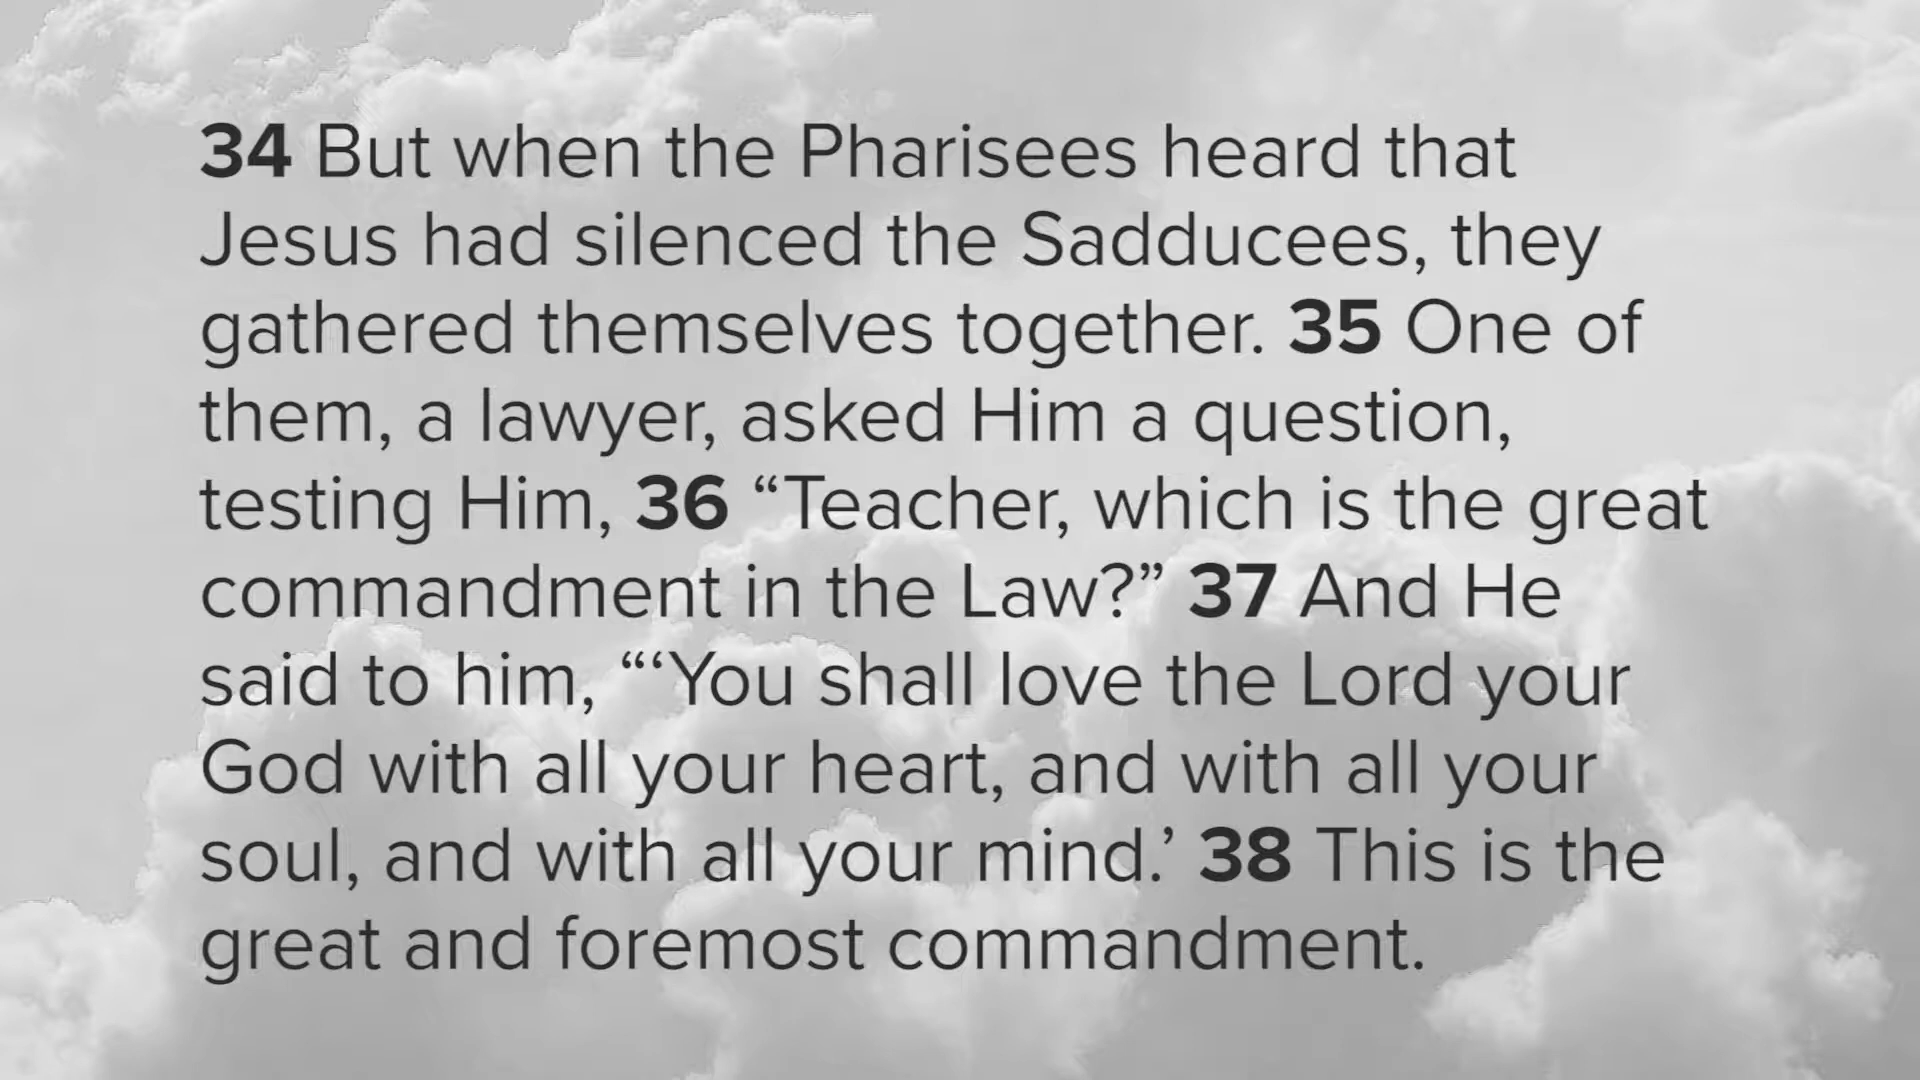 34 But when the Pharisees heard that
Jesus had silenced the Sadducees, they
gathered themselves together. 35 One of
them, a lawyer, asked Him a question,
testing Him, 36 “Teacher, which is the great
commandment in the Law?” 37 And He
said to him, “‘You shall love the Lord your
God with all your heart, and with all your
soul, and with all your mind.’ 38 This is the
great and foremost commandment.